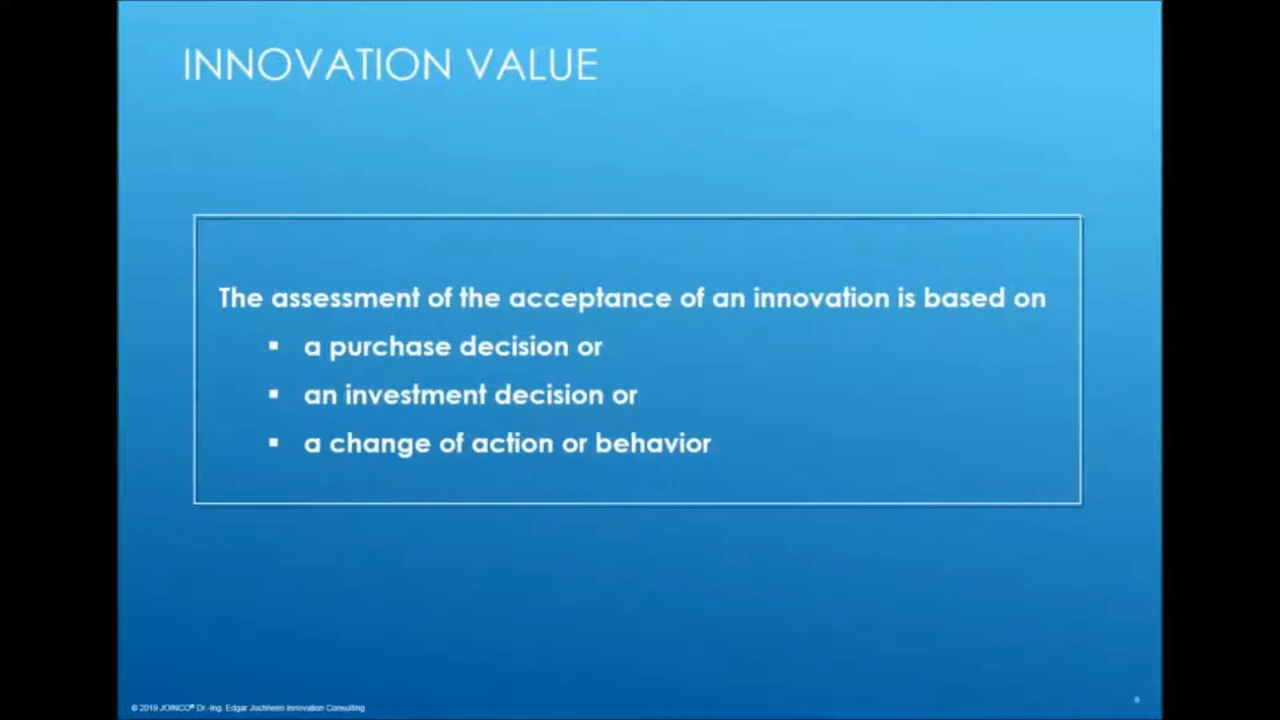 INNOVATION VALUE
The assessment of the acceptance of an innovation is based on
▪ a purchase decision or
▪ an investment decision or
▪ a change of action or behavior
© 2019 JOINCO® Dr.-Ing. Edgar Jochheim Innovation Consulting